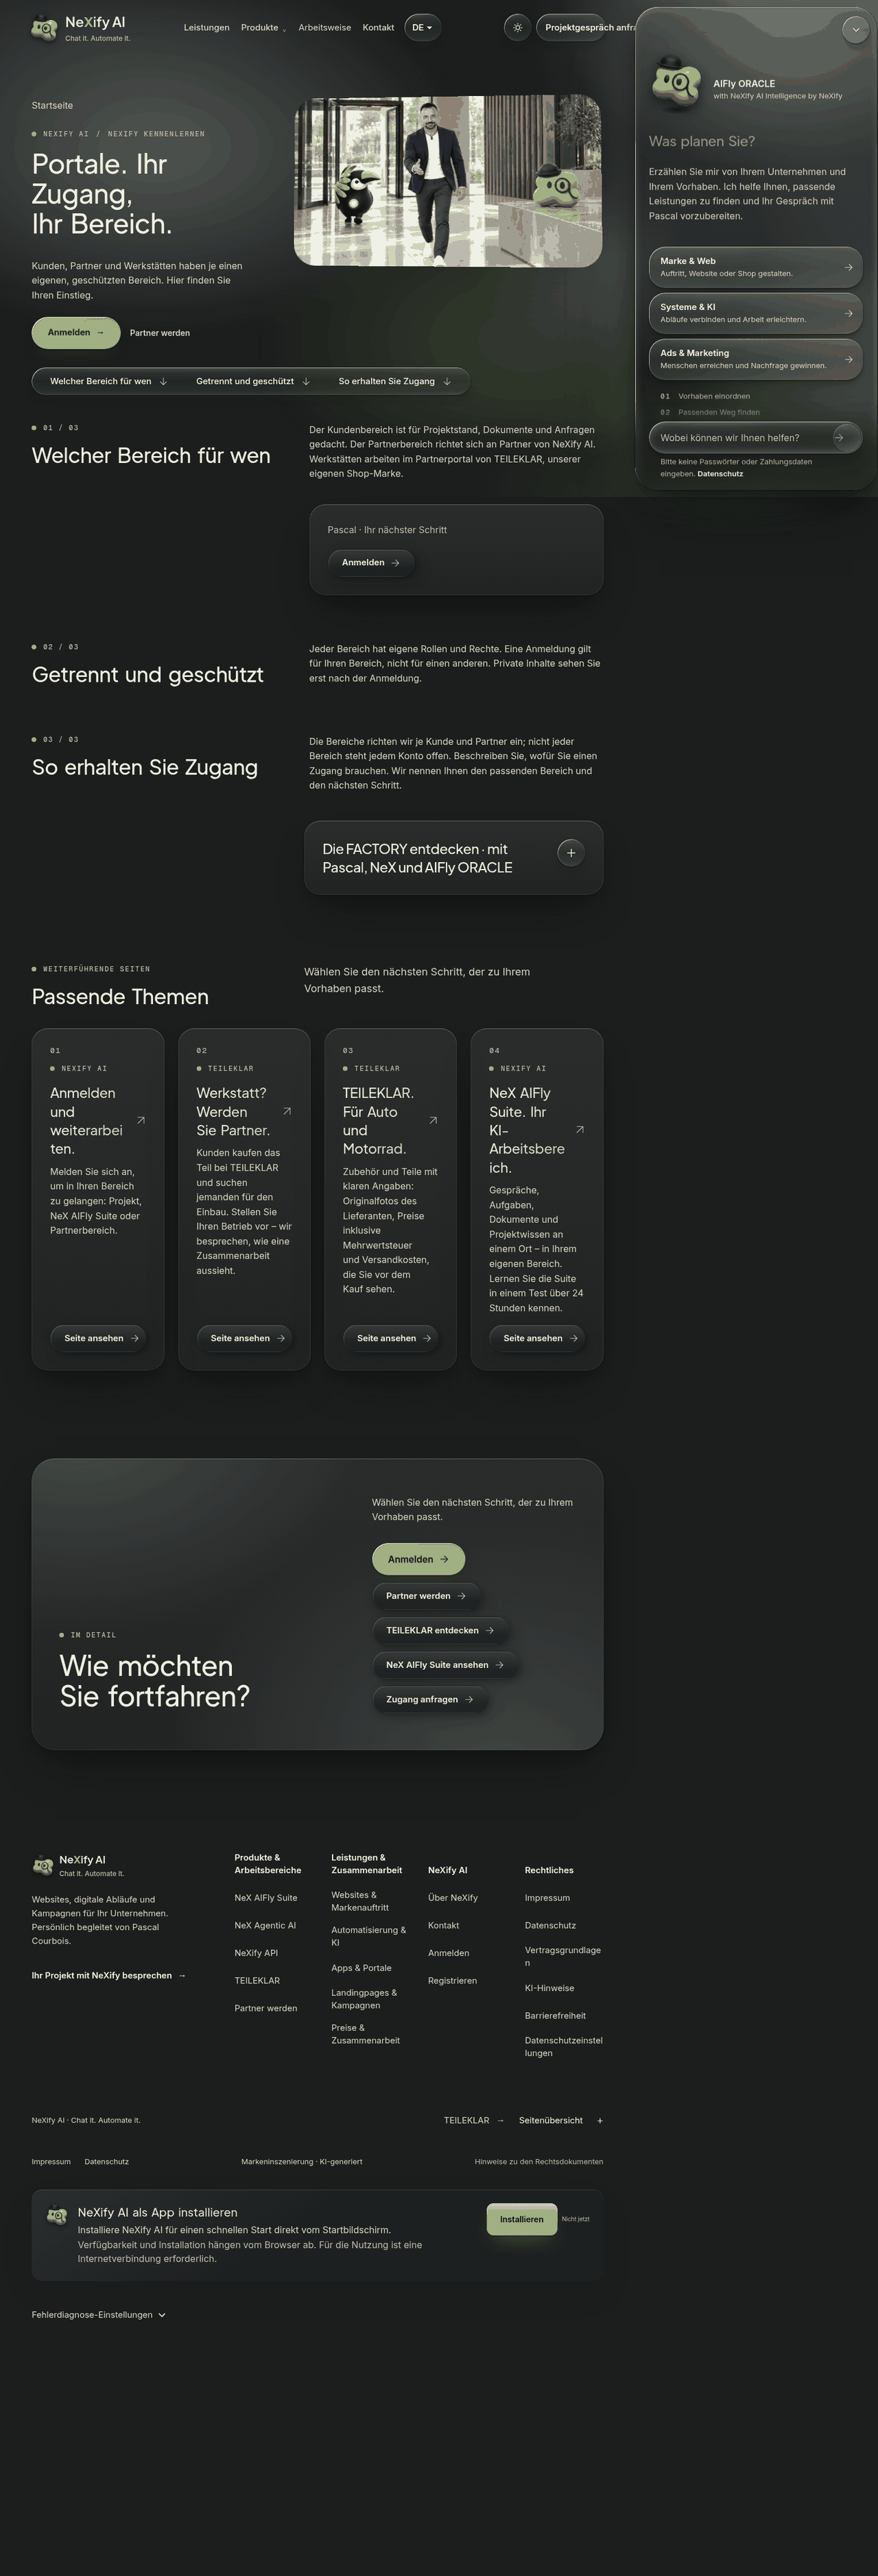 NeXify AI
Chat it. Automate it.
Leistungen
Produkte
Arbeitsweise
Kontakt
DE
Projektgespräch anfra
AIFly ORACLE
with NeXify AI Intelligence by NeXify
Was planen Sie?
Erzählen Sie mir von Ihrem Unternehmen und
Ihrem Vorhaben. Ich helfe Ihnen, passende
Leistungen zu finden und Ihr Gespräch mit
Pascal vorzubereiten.
Marke & Web
Auftritt, Website oder Shop gestalten.
Systeme & KI
Abläufe verbinden und Arbeit erleichtern.
Ads & Marketing
Menschen erreichen und Nachfrage gewinnen.
01 Vorhaben einordnen
02 Passenden Weg finden
Wobei können wir Ihnen helfen?
Bitte keine Passwörter oder Zahlungsdaten
eingeben. Datenschutz
Startseite
NEXIFY AI / NEXIFY KENNENLERNEN
Portale. Ihr
Zugang,
Ihr Bereich.
Kunden, Partner und Werkstätten haben je einen
eigenen, geschützten Bereich. Hier finden Sie
Ihren Einstieg.
Anmelden →
Partner werden
Welcher Bereich für wen ↓
Getrennt und geschützt ↓
So erhalten Sie Zugang ↓
01 / 03
Welcher Bereich für wen
Der Kundenbereich ist für Projektstand, Dokumente und Anfragen
gedacht. Der Partnerbereich richtet sich an Partner von NeXify AI.
Werkstätten arbeiten im Partnerportal von TEILEKLAR, unserer
eigenen Shop-Marke.
Pascal · Ihr nächster Schritt
Anmelden →
02 / 03
Getrennt und geschützt
Jeder Bereich hat eigene Rollen und Rechte. Eine Anmeldung gilt
für Ihren Bereich, nicht für einen anderen. Private Inhalte sehen Sie
erst nach der Anmeldung.
03 / 03
So erhalten Sie Zugang
Die Bereiche richten wir je Kunde und Partner ein; nicht jeder
Bereich steht jedem Konto offen. Beschreiben Sie, wofür Sie einen
Zugang brauchen. Wir nennen Ihnen den passenden Bereich und
den nächsten Schritt.
Die FACTORY entdecken · mit
Pascal, NeX und AIFly ORACLE
+
WEITERFÜHRENDE SEITEN
Passende Themen
Wählen Sie den nächsten Schritt, der zu Ihrem
Vorhaben passt.
01
NEXIFY AI
Anmelden
und
weiterarbei
ten.
Melden Sie sich an,
um in Ihren Bereich
zu gelangen: Projekt,
NeX AIFly Suite oder
Partnerbereich.
Seite ansehen →
02
TEILEKLAR
Werkstatt?
Werden
Sie Partner.
Kunden kaufen das
Teil bei TEILEKLAR
und suchen
jemanden für den
Einbau. Stellen Sie
Ihren Betrieb vor – wir
besprechen, wie eine
Zusammenarbeit
aussieht.
Seite ansehen →
03
TEILEKLAR
TEILEKLAR.
Für Auto
und
Motorrad.
Zubehör und Teile mit
klaren Angaben:
Originalfotos des
Lieferanten, Preise
inklusive
Mehrwertsteuer
und Versandkosten,
die Sie vor dem
Kauf sehen.
Seite ansehen →
04
NEXIFY AI
NeX AIFly
Suite. Ihr
KI-
Arbeitsbere
ich.
Gespräche,
Aufgaben,
Dokumente und
Projektwissen an
einem Ort – in Ihrem
eigenen Bereich.
Lernen Sie die Suite
in einem Test über 24
Stunden kennen.
Seite ansehen →
IM DETAIL
Wie möchten
Sie fortfahren?
Wählen Sie den nächsten Schritt, der zu Ihrem
Vorhaben passt.
Anmelden →
Partner werden →
TEILEKLAR entdecken →
NeX AIFly Suite ansehen →
Zugang anfragen →
NeXify AI
Chat it. Automate it.
Websites, digitale Abläufe und
Kampagnen für Ihr Unternehmen.
Persönlich begleitet von Pascal
Courbois.
Ihr Projekt mit NeXify besprechen →
Produkte &
Arbeitsbereiche
NeX AIFly Suite
NeX Agentic AI
NeXify API
TEILEKLAR
Partner werden
Leistungen &
Zusammenarbeit
Websites &
Markenauftritt
Automatisierung &
KI
Apps & Portale
Landingpages &
Kampagnen
Preise &
Zusammenarbeit
NeXify AI
Über NeXify
Kontakt
Anmelden
Registrieren
Rechtliches
Impressum
Datenschutz
Vertragsgrundlage
n
KI-Hinweise
Barrierefreiheit
Datenschutzeinstel
lungen
NeXify AI · Chat it. Automate it.
TEILEKLAR →
Seitenübersicht +
Impressum
Datenschutz
Markeninszenierung · KI-generiert
Hinweise zu den Rechtsdokumenten
NeXify AI als App installieren
Installiere NeXify AI für einen schnellen Start direkt vom Startbildschirm.
Verfügbarkeit und Installation hängen vom Browser ab. Für die Nutzung ist eine
Internetverbindung erforderlich.
Installieren
Nicht jetzt
Fehlerdiagnose-Einstellungen